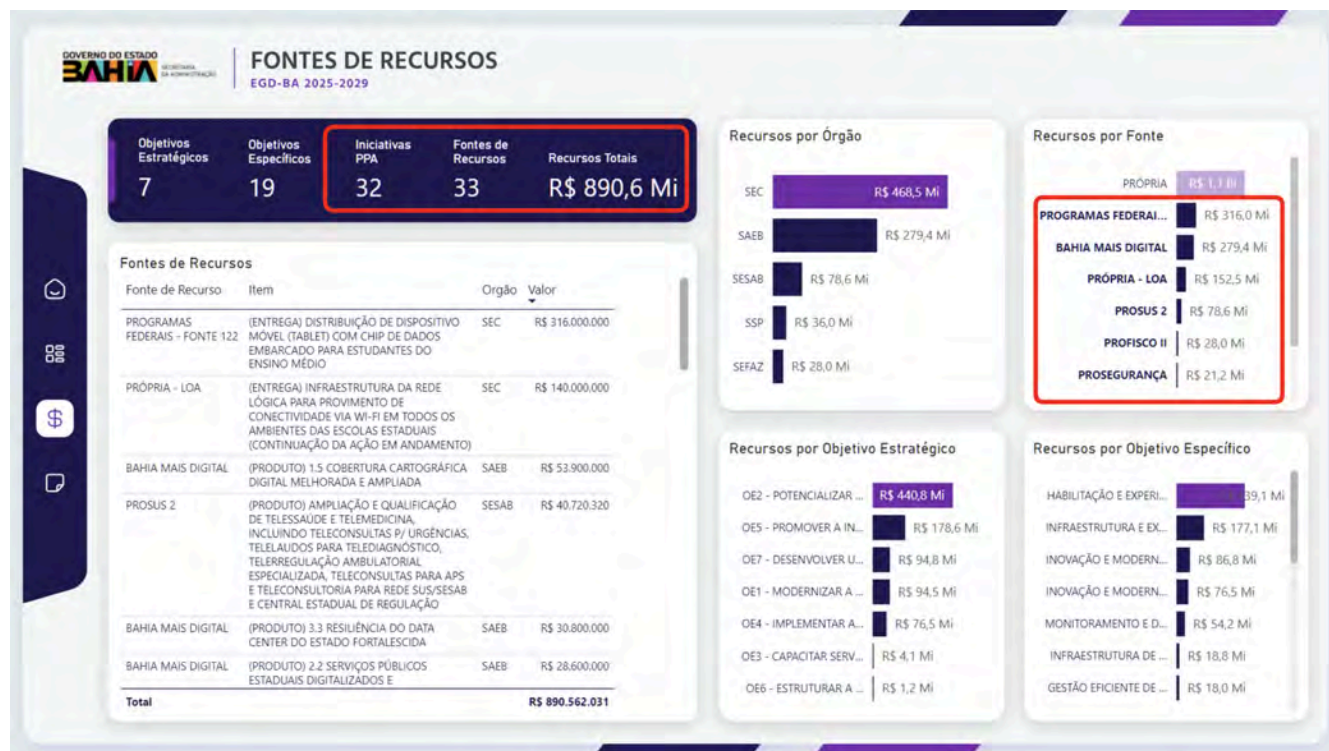 GOVERNO DO ESTADO
BAHIA
SECRETARIA
DA ADMINISTRAÇÃO
FONTES DE RECURSOS
EGD-BA 2025-2029
Objetivos
Estratégicos
7
Objetivos
Específicos
19
Iniciativas
PPA
32
Fontes de
Recursos
33
Recursos Totais
R$ 890,6 Mi
Fontes de Recursos
Fonte de Recurso Item Orgão Valor
PROGRAMAS (ENTREGA) DISTRIBUIÇÃO DE DISPOSITIVO SEC R$ 316.000.000
FEDERAIS - FONTE 122 MÓVEL (TABLET) COM CHIP DE DADOS
EMBARCADO PARA ESTUDANTES DO
ENSINO MÉDIO
PRÓPRIA - LOA (ENTREGA) INFRAESTRUTURA DA REDE SEC R$ 140.000.000
LÓGICA PARA PROVIMENTO DE
CONECTIVIDADE VIA WI-FI EM TODOS OS
AMBIENTES DAS ESCOLAS ESTADUAIS
(CONTINUAÇÃO DA AÇÃO EM ANDAMENTO)
BAHIA MAIS DIGITAL (PRODUTO) 1.5 COBERTURA CARTOGRÁFICA SAEB R$ 53.900.000
DIGITAL MELHORADA E AMPLIADA
PROSUS 2 (PRODUTO) AMPLIAÇÃO E QUALIFICAÇÃO SESAB R$ 40.720.320
DE TELESSAÚDE E TELEMEDICINA,
INCLUINDO TELECONSULTAS P/ URGÊNCIAS,
TELELAUDOS PARA TELEDIAGNÓSTICO,
TELERREGULAÇÃO AMBULATORIAL
ESPECIALIZADA, TELECONSULTAS PARA APS
E TELECONSULTORIA PARA REDE SUS/SESAB
E CENTRAL ESTADUAL DE REGULAÇÃO
BAHIA MAIS DIGITAL (PRODUTO) 3.3 RESILIÊNCIA DO DATA SAEB R$ 30.800.000
CENTER DO ESTADO FORTALESCIDA
BAHIA MAIS DIGITAL (PRODUTO) 2.2 SERVIÇOS PÚBLICOS SAEB R$ 28.600.000
ESTADUAIS DIGITALIZADOS E
Total R$ 890.562.031
Recursos por Órgão
SEC R$ 468,5 Mi
SAEB R$ 279,4 Mi
SESAB R$ 78,6 Mi
SSP R$ 36,0 Mi
SEFAZ R$ 28,0 Mi
Recursos por Fonte
PRÓPRIA R$ 1,1 Bi
PROGRAMAS FEDERAI... R$ 316,0 Mi
BAHIA MAIS DIGITAL R$ 279,4 Mi
PRÓPRIA - LOA R$ 152,5 Mi
PROSUS 2 R$ 78,6 Mi
PROFISCO II R$ 28,0 Mi
PROSEGURANÇA R$ 21,2 Mi
Recursos por Objetivo Estratégico
OE2 - POTENCIALIZAR ... R$ 440,8 Mi
OE5 - PROMOVER A IN... R$ 178,6 Mi
OE7 - DESENVOLVER U... R$ 94,8 Mi
OE1 - MODERNIZAR A ... R$ 94,5 Mi
OE4 - IMPLEMENTAR A... R$ 76,5 Mi
OE3 - CAPACITAR SERV... R$ 4,1 Mi
OE6 - ESTRUTURAR A ... R$ 1,2 Mi
Recursos por Objetivo Específico
HABILITAÇÃO E EXPERI... 39,1 Mi
INFRAESTRUTURA E EX... R$ 177,1 Mi
INOVAÇÃO E MODERN... R$ 86,8 Mi
INOVAÇÃO E MODERN... R$ 76,5 Mi
MONITORAMENTO E D... R$ 54,2 Mi
INFRAESTRUTURA DE ... R$ 18,8 Mi
GESTÃO EFICIENTE DE ... R$ 18,0 Mi